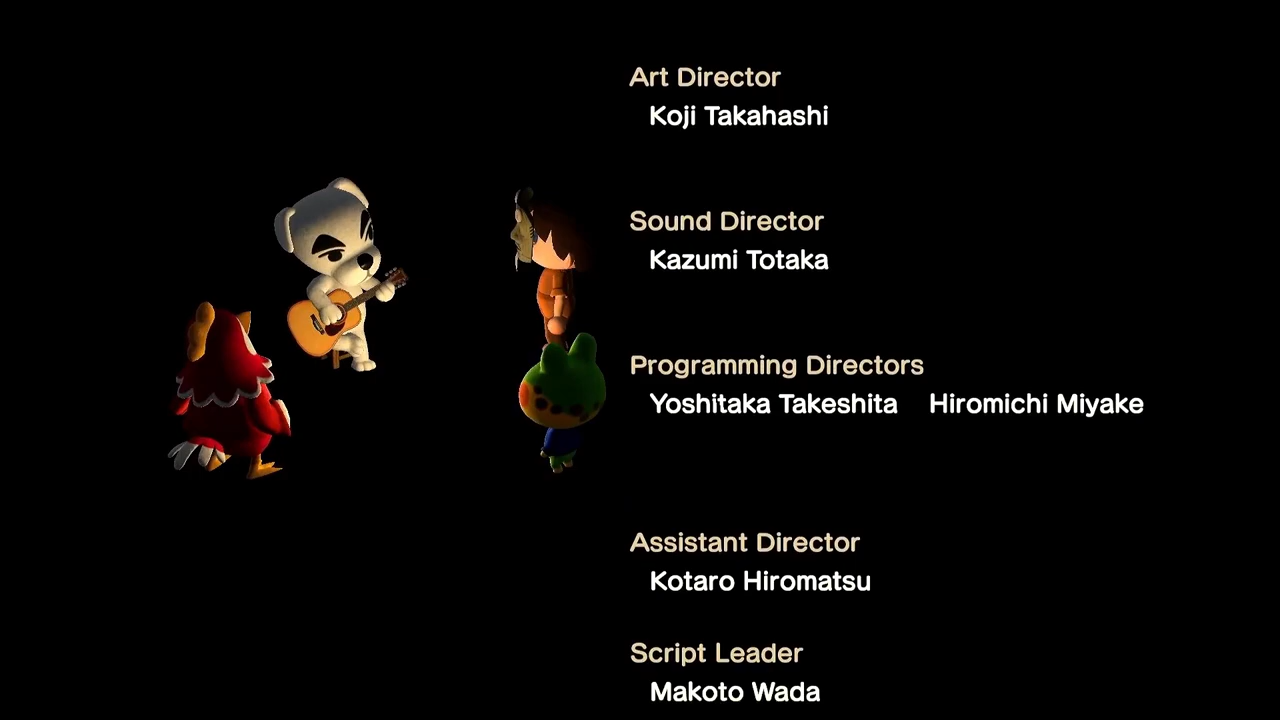 Art Director
Koji Takahashi
Sound Director
Kazumi Totaka
Programming Directors
Yoshitaka Takeshita Hiromichi Miyake
Assistant Director
Kotaro Hiromatsu
Script Leader
Makoto Wada